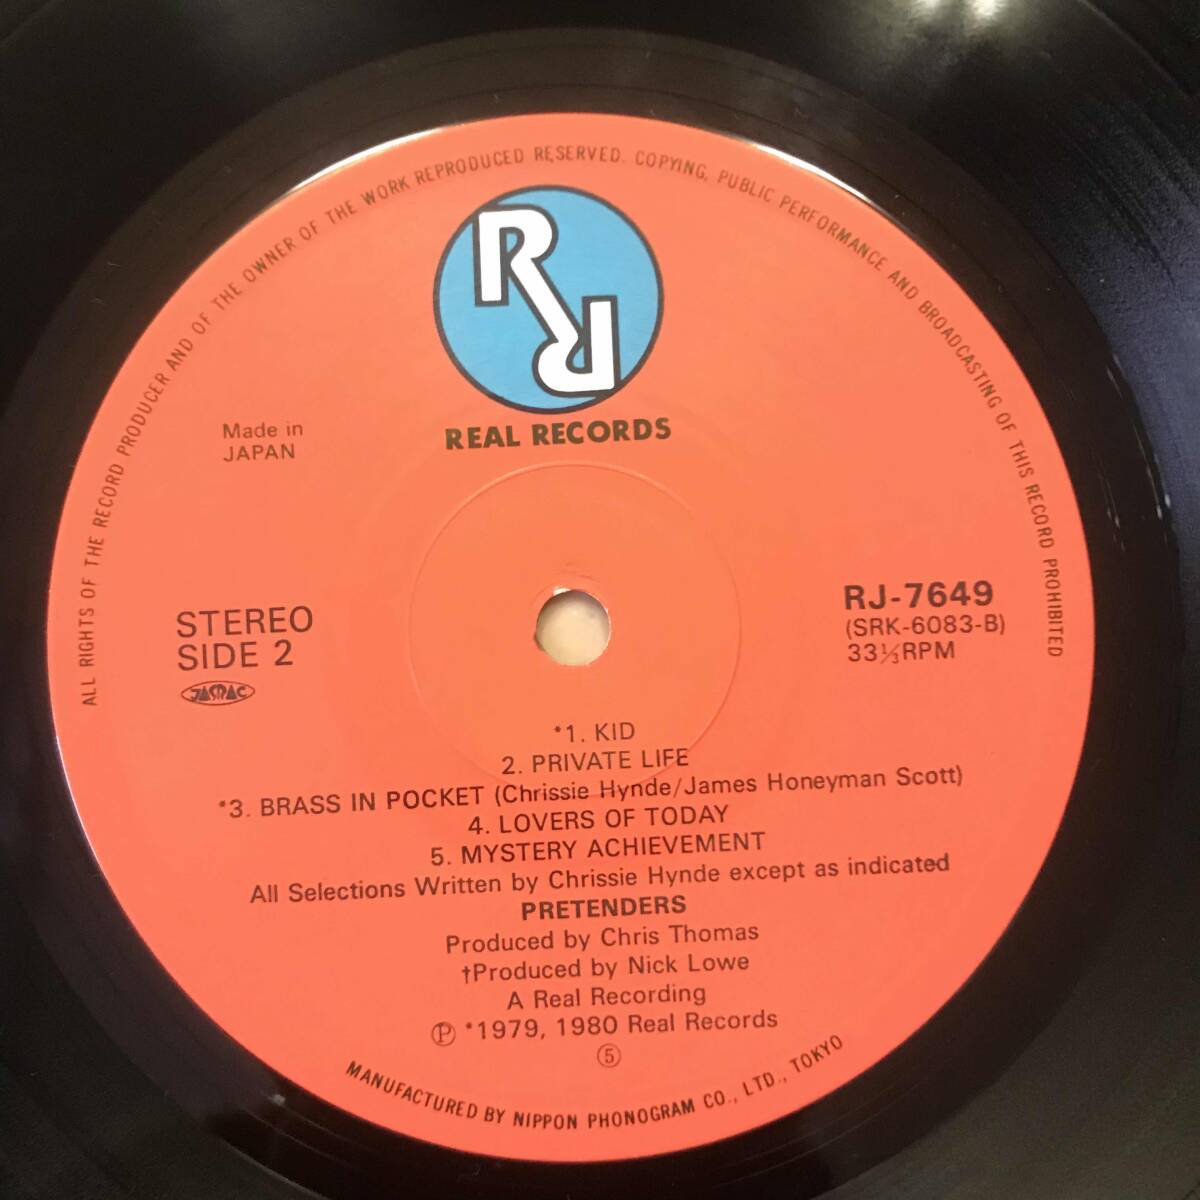 ALL RIGHTS OF THE RECORD PRODUCER AND OF THE OWNER OF THE WORK REPRODUCED RESERVED. COPYING, PUBLIC PERFORMANCE AND BROADCASTING OF THIS RECORD PROHIBITED
RR
REAL RECORDS
Made in
JAPAN
STEREO
SIDE 2
JASRAC
RJ-7649
(SRK-6083-B)
33⅓RPM
*1. KID
2. PRIVATE LIFE
*3. BRASS IN POCKET (Chrissie Hynde/James Honeyman Scott)
4. LOVERS OF TODAY
5. MYSTERY ACHIEVEMENT
All Selections Written by Chrissie Hynde except as indicated
PRETENDERS
Produced by Chris Thomas
†Produced by Nick Lowe
A Real Recording
Ⓟ *1979, 1980 Real Records
⑤
MANUFACTURED BY NIPPON PHONOGRAM CO., LTD., TOKYO